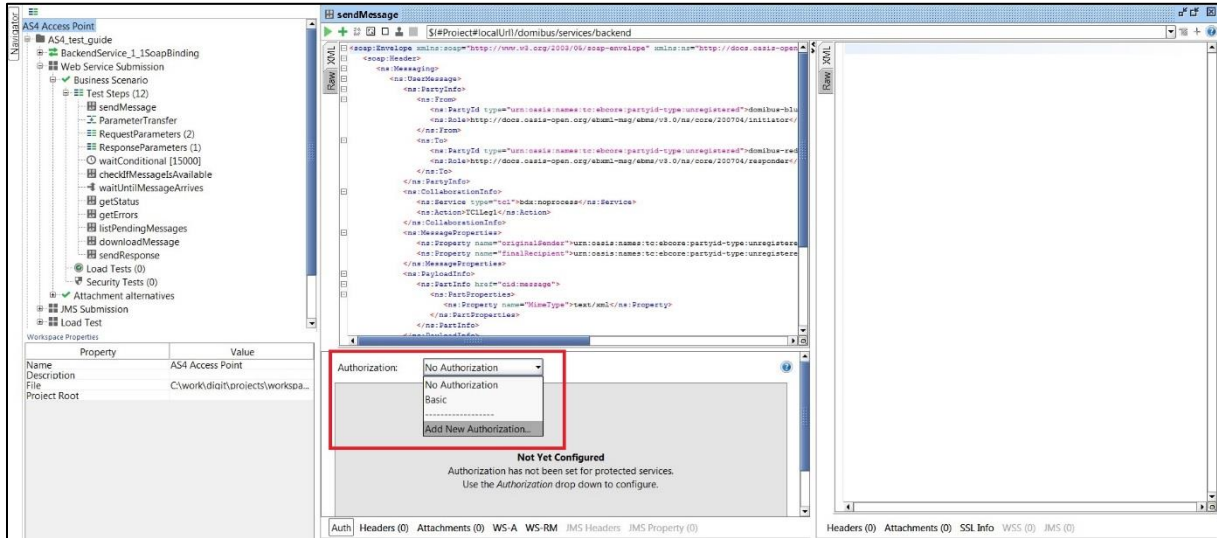 Navigator
AS4 Access Point
AS4_test_guide
BackendService_1_1SoapBinding
Web Service Submission
Business Scenario
Test Steps (12)
sendMessage
ParameterTransfer
RequestParameters (2)
ResponseParameters (1)
waitConditional [15000]
checkIfMessageIsAvailable
waitUntilMessageArrives
getStatus
getErrors
listPendingMessages
downloadMessage
sendResponse
Load Tests (0)
Security Tests (0)
Attachment alternatives
JMS Submission
Load Test
Workspace Properties
Property Value
Name AS4 Access Point
Description
File C:\work\digit\projects\workspa...
Project Root
sendMessage
${#Project#localUrl}/domibus/services/backend
XML
Raw
<soap:Envelope xmlns:soap="http://www.w3.org/2003/05/soap-envelope" xmlns:ns="http://docs.oasis-open
<soap:Header>
<ns:Messaging>
<ns:UserMessage>
<ns:PartyInfo>
<ns:From>
<ns:PartyId type="urn:oasis:names:tc:ebcore:partyid-type:unregistered">domibus-blu
<ns:Role>http://docs.oasis-open.org/ebxml-msg/ebms/v3.0/ns/core/200704/initiator</
</ns:From>
<ns:To>
<ns:PartyId type="urn:oasis:names:tc:ebcore:partyid-type:unregistered">domibus-red
<ns:Role>http://docs.oasis-open.org/ebxml-msg/ebms/v3.0/ns/core/200704/responder</
</ns:To>
</ns:PartyInfo>
<ns:CollaborationInfo>
<ns:Service type="tc1">bdx:noprocess</ns:Service>
<ns:Action>TC1Leg1</ns:Action>
</ns:CollaborationInfo>
<ns:MessageProperties>
<ns:Property name="originalSender">urn:oasis:names:tc:ebcore:partyid-type:unregistere
<ns:Property name="finalRecipient">urn:oasis:names:tc:ebcore:partyid-type:unregistere
</ns:MessageProperties>
<ns:PayloadInfo>
<ns:PartInfo href="cid:message">
<ns:PartProperties>
<ns:Property name="MimeType">text/xml</ns:Property>
</ns:PartProperties>
</ns:PartInfo>
Authorization: No Authorization
No Authorization
Basic
------------------
Add New Authorization...
Not Yet Configured
Authorization has not been set for protected services.
Use the Authorization drop down to configure.
Auth Headers (0) Attachments (0) WS-A WS-RM JMS Headers JMS Property (0)
XML
Raw
Headers (0) Attachments (0) SSL Info WSS (0) JMS (0)